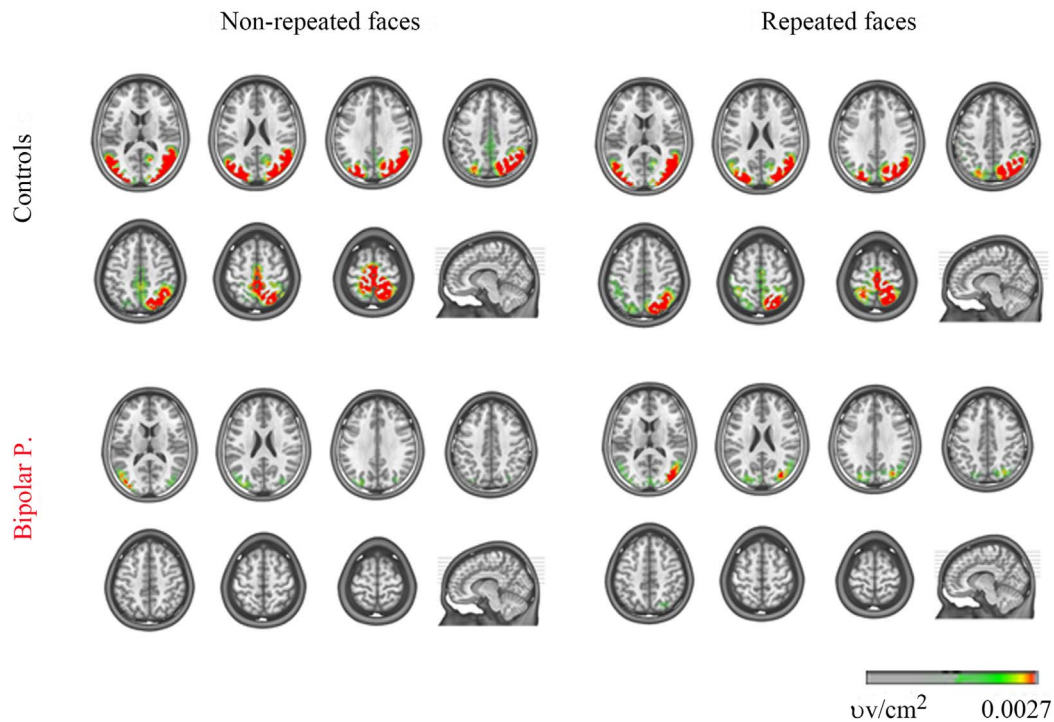 Non-repeated faces
Repeated faces
Controls
Bipolar P.
υv/cm²
0.0027